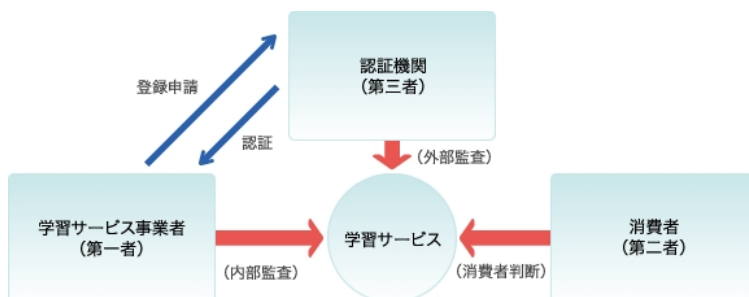 認証機関
(第三者)
登録申請
認証
(外部監査)
学習サービス事業者
(第一者)
学習サービス
消費者
(第二者)
(内部監査)
(消費者判断)